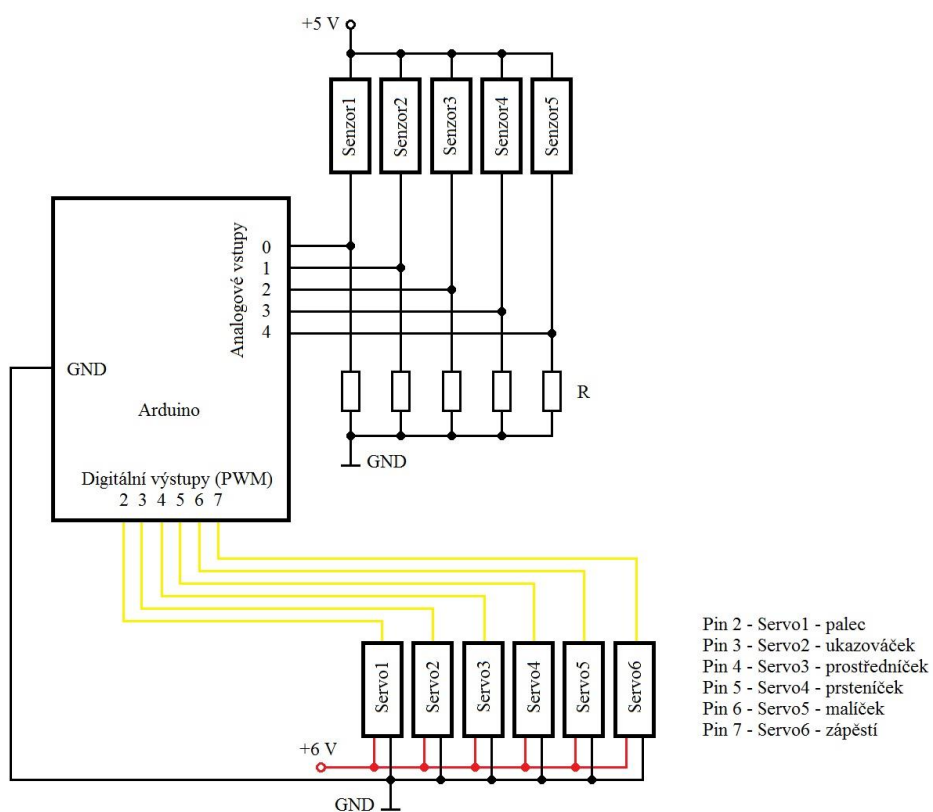 +5 V
Senzor1
Senzor2
Senzor3
Senzor4
Senzor5
Analogové vstupy
0
1
2
3
4
GND
Arduino
R
GND
Digitální výstupy (PWM)
2 3 4 5 6 7
Servo1
Servo2
Servo3
Servo4
Servo5
Servo6
+6 V
GND
Pin 2 - Servo1 - palec
Pin 3 - Servo2 - ukazováček
Pin 4 - Servo3 - prostředníček
Pin 5 - Servo4 - prsteníček
Pin 6 - Servo5 - malíček
Pin 7 - Servo6 - zápěstí